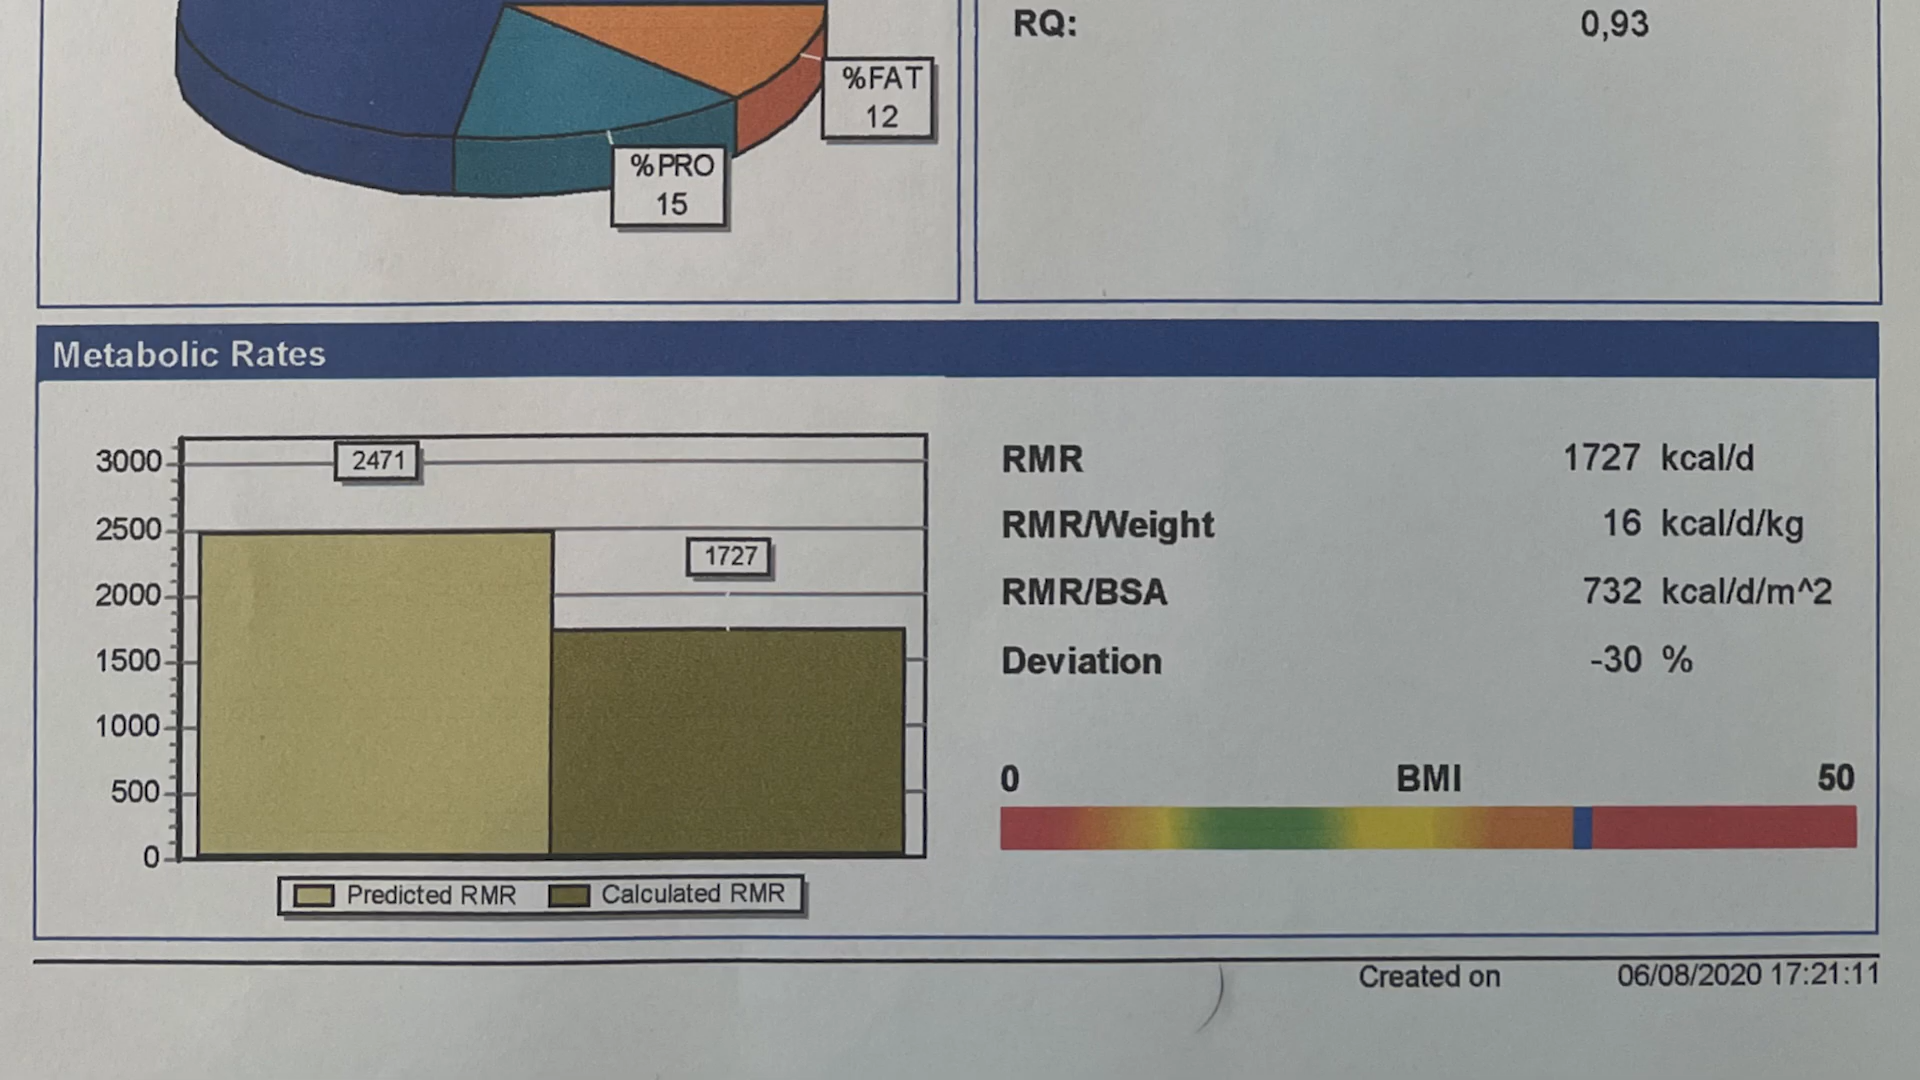 RQ: 0,93
%FAT
12
%PRO
15
Metabolic Rates
3000
2500
2000
1500
1000
500
0
2471
1727
Predicted RMR Calculated RMR
RMR 1727 kcal/d
RMR/Weight 16 kcal/d/kg
RMR/BSA 732 kcal/d/m^2
Deviation -30 %
0 BMI 50
Created on 06/08/2020 17:21:11